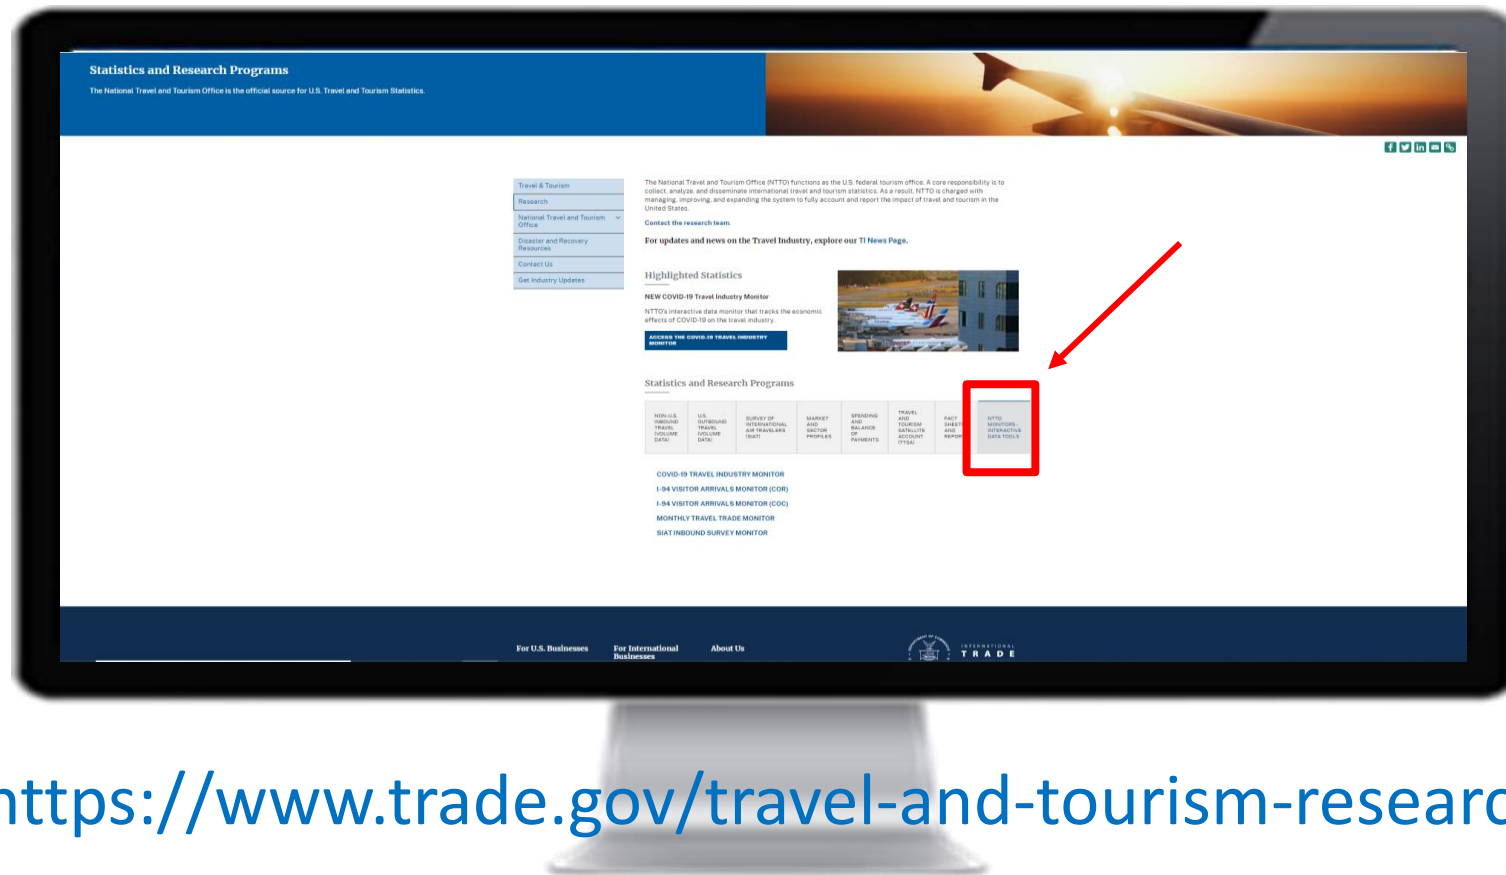 Statistics and Research Programs
The National Travel and Tourism Office is the official source for U.S. Travel and Tourism Statistics.
Travel & Tourism
Research
National Travel and Tourism
Office
Disaster and Recovery
Resources
Contact Us
Get Industry Updates
The National Travel and Tourism Office (NTTO) functions as the U.S. federal tourism office. A core responsibility is to
collect, analyze, and disseminate international travel and tourism statistics. As a result, NTTO is charged with
managing, improving, and expanding the system to fully account and report the impact of travel and tourism in the
United States.
Contact the research team.
For updates and news on the Travel Industry, explore our TI News Page.
Highlighted Statistics
NEW COVID-19 Travel Industry Monitor
NTTO's interactive data monitor that tracks the economic
effects of COVID-19 on the travel industry.
ACCESS THE COVID-19 TRAVEL INDUSTRY
MONITOR
Statistics and Research Programs
NON-U.S.
INBOUND
TRAVEL
(VOLUME
DATA)
U.S.
OUTBOUND
TRAVEL
(VOLUME
DATA)
SURVEY OF
INTERNATIONAL
AIR TRAVELERS
(SIAT)
MARKET
AND
SECTOR
PROFILES
SPENDING
AND
BALANCE
OF
PAYMENTS
TRAVEL
AND
TOURISM
SATELLITE
ACCOUNT
(TTSA)
FACT
SHEET
AND
REPOR
NTTO
MONITORS -
INTERACTIVE
DATA TOOLS
COVID-19 TRAVEL INDUSTRY MONITOR
I-94 VISITOR ARRIVALS MONITOR (COR)
I-94 VISITOR ARRIVALS MONITOR (COC)
MONTHLY TRAVEL TRADE MONITOR
SIAT INBOUND SURVEY MONITOR
For U.S. Businesses
For International
Businesses
About Us
INTERNATIONAL
TRADE
https://www.trade.gov/travel-and-tourism-researc